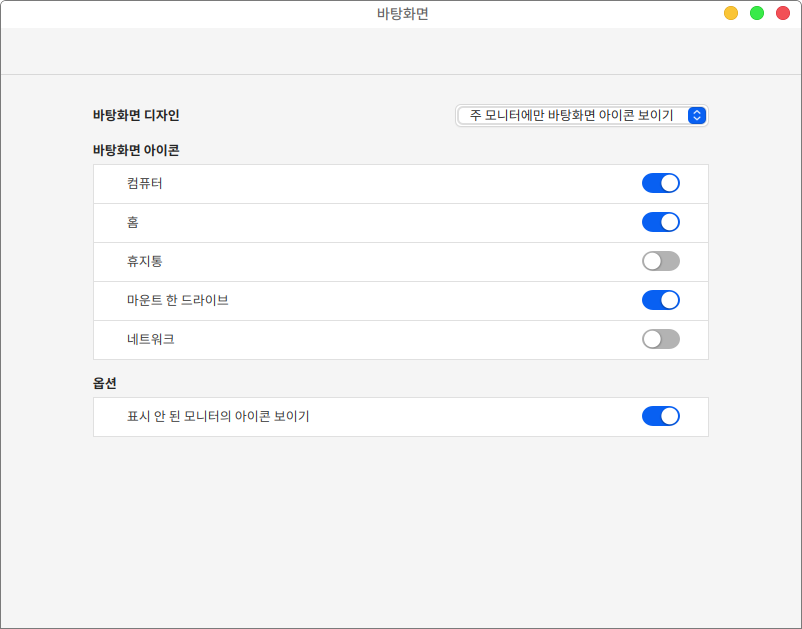 바탕화면
바탕화면 디자인
주 모니터에만 바탕화면 아이콘 보이기
바탕화면 아이콘
컴퓨터
홈
휴지통
마운트 한 드라이브
네트워크
옵션
표시 안 된 모니터의 아이콘 보이기